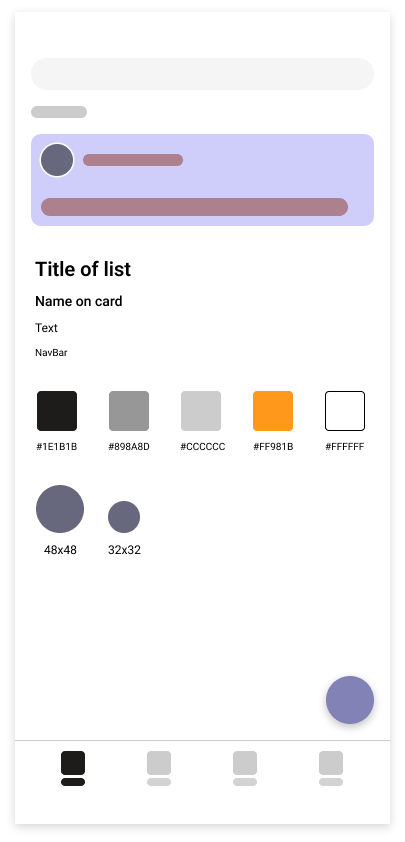 Title of list
Name on card
Text
NavBar
#1E1B1B #898A8D #CCCCCC #FF981B #FFFFFF
48x48 32x32